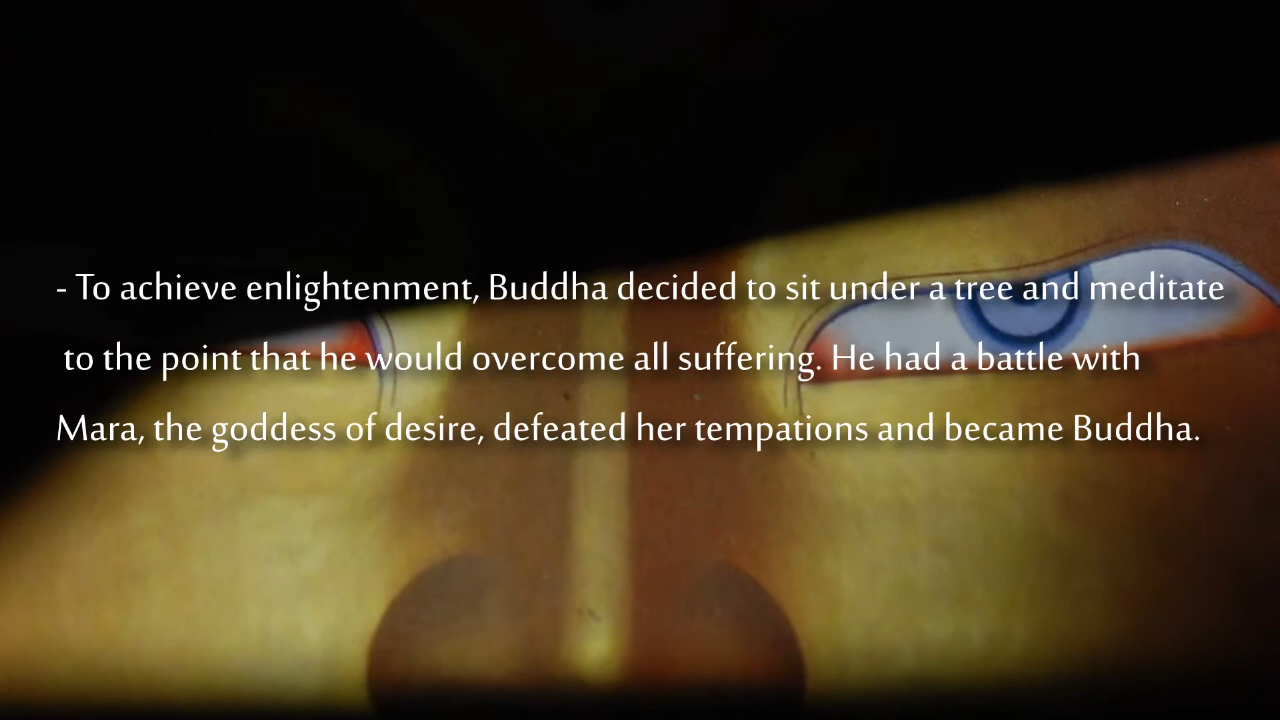 - To achieve enlightenment, Buddha decided to sit under a tree and meditate
to the point that he would overcome all suffering. He had a battle with
Mara, the goddess of desire, defeated her tempations and became Buddha.